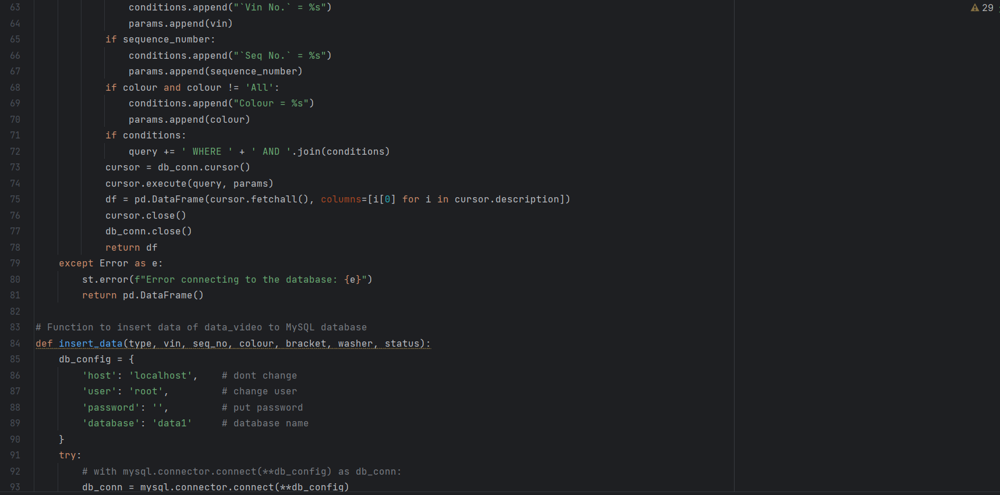 29
63                conditions.append("`Vin No.` = %s")
64                params.append(vin)
65            if sequence_number:
66                conditions.append("`Seq No.` = %s")
67                params.append(sequence_number)
68            if colour and colour != 'All':
69                conditions.append("Colour = %s")
70                params.append(colour)
71            if conditions:
72                query += ' WHERE ' + ' AND '.join(conditions)
73            cursor = db_conn.cursor()
74            cursor.execute(query, params)
75            df = pd.DataFrame(cursor.fetchall(), columns=[i[0] for i in cursor.description])
76            cursor.close()
77            db_conn.close()
78            return df
79    except Error as e:
80        st.error(f"Error connecting to the database: {e}")
81        return pd.DataFrame()
82
83 # Function to insert data of data_video to MySQL database
84 def insert_data(type, vin, seq_no, colour, bracket, washer, status):
85    db_config = {
86        'host': 'localhost',    # dont change
87        'user': 'root',         # change user
88        'password': '',         # put password
89        'database': 'data1'     # database name
90    }
91    try:
92        # with mysql.connector.connect(**db_config) as db_conn:
93        db_conn = mysql.connector.connect(**db_config)